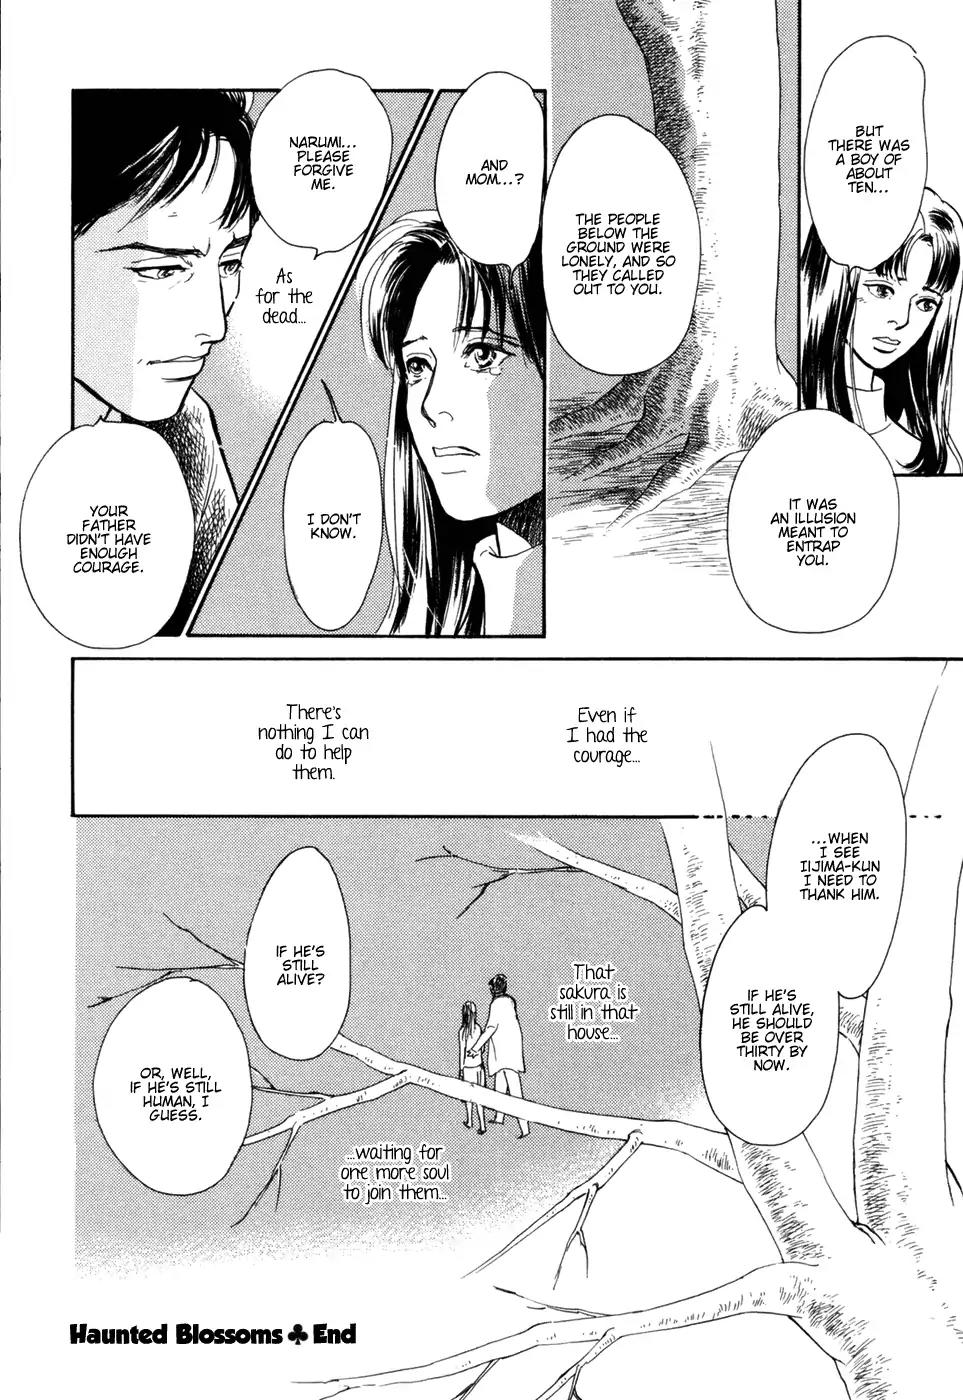 BUT
THERE WAS
A BOY OF
ABOUT
TEN...
IT WAS
AN ILLUSION
MEANT TO
ENTRAP
YOU.
THE PEOPLE
BELOW
THE
GROUND WERE
LONELY, AND SO
THEY CALLED
OUT TO YOU.
AND
MOM...?
I DON'T
KNOW.
NARUMI...
PLEASE
FORGIVE
ME.
As
for the
dead...
YOUR
FATHER
DIDN'T HAVE
ENOUGH
COURAGE.
Even if
I had the
courage...
There's
nothing I can
do to help
them.
...WHEN
I SEE
IIJIMA-KUN
I NEED TO
THANK HIM.
IF HE'S
STILL ALIVE,
HE SHOULD
BE OVER
THIRTY BY
NOW.
That
sakura is
still in that
house...
IF HE'S
STILL
ALIVE?
OR, WELL,
IF HE'S STILL
HUMAN, I
GUESS.
...waiting for
one more soul
to join them...
Haunted Blossoms ♣ End